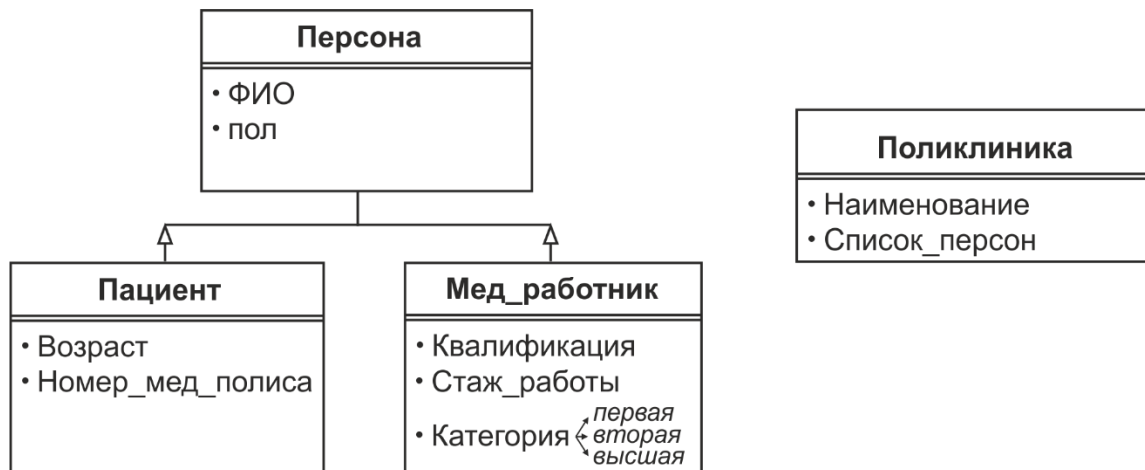 Персона
• ФИО
• пол
Поликлиника
• Наименование
• Список_персон
Пациент
• Возраст
• Номер_мед_полиса
Мед_работник
• Квалификация
• Стаж_работы
• Категория
первая
вторая
высшая